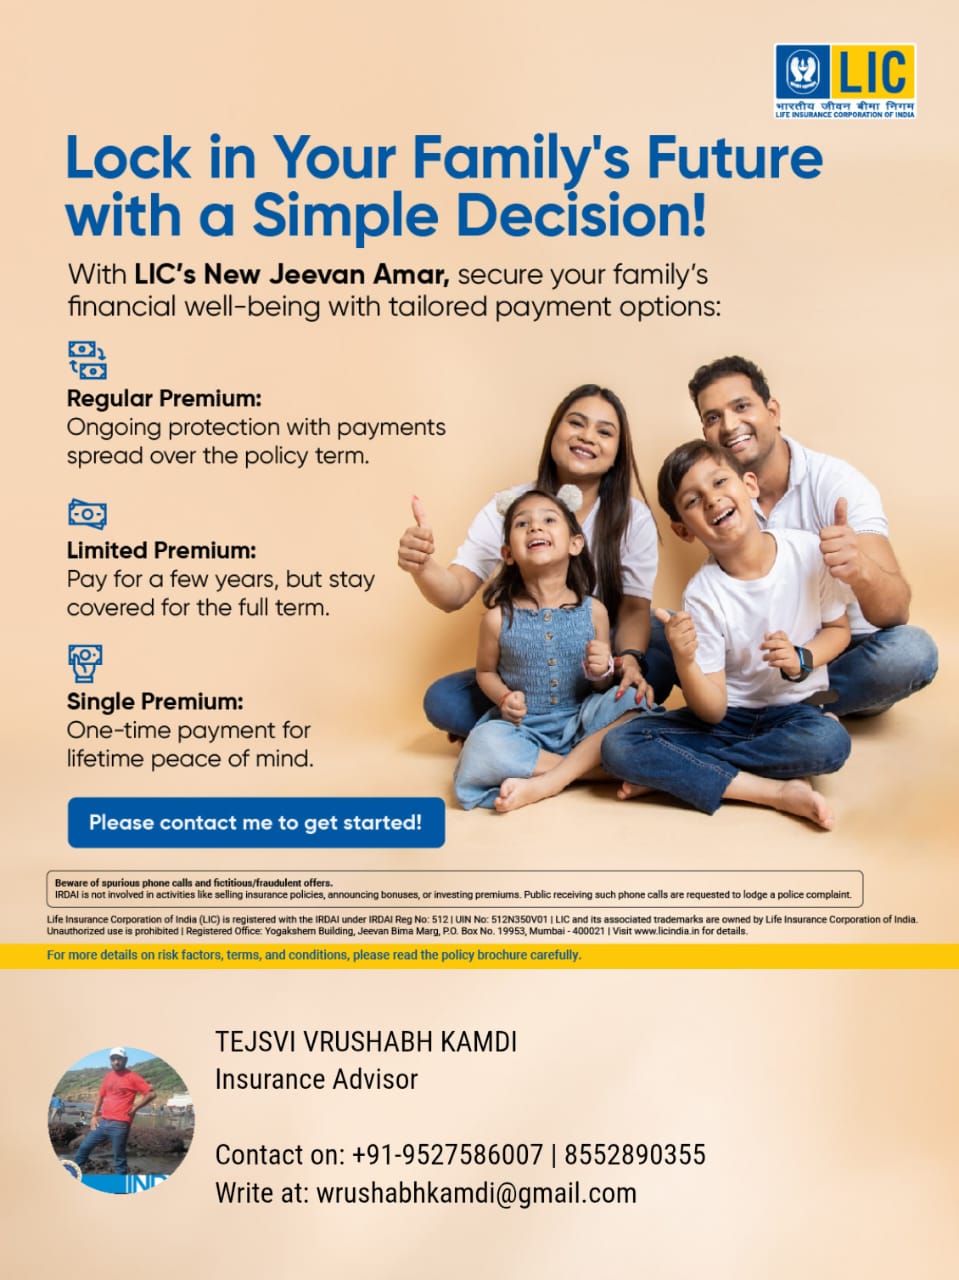 LIC
भारतीय जीवन बीमा निगम
LIFE INSURANCE CORPORATION OF INDIA
Lock in Your Family's Future
with a Simple Decision!
With LIC’s New Jeevan Amar, secure your family’s
financial well-being with tailored payment options:
Regular Premium:
Ongoing protection with payments
spread over the policy term.
Limited Premium:
Pay for a few years, but stay
covered for the full term.
Single Premium:
One-time payment for
lifetime peace of mind.
Please contact me to get started!
Beware of spurious phone calls and fictitious/fraudulent offers.
IRDAI is not involved in activities like selling insurance policies, announcing bonuses, or investing premiums. Public receiving such phone calls are requested to lodge a police complaint.
Life Insurance Corporation of India (LIC) is registered with the IRDAI under IRDAI Reg No: 512 | UIN No: 512N350V01 | LIC and its associated trademarks are owned by Life Insurance Corporation of India.
Unauthorized use is prohibited | Registered Office: Yogakshem Building, Jeevan Bima Marg, P.O. Box No. 19953, Mumbai - 400021 | Visit www.licindia.in for details.
For more details on risk factors, terms, and conditions, please read the policy brochure carefully.
TEJSVI VRUSHABH KAMDI
Insurance Advisor
Contact on: +91-9527586007 | 8552890355
Write at: wrushabhkamdi@gmail.com